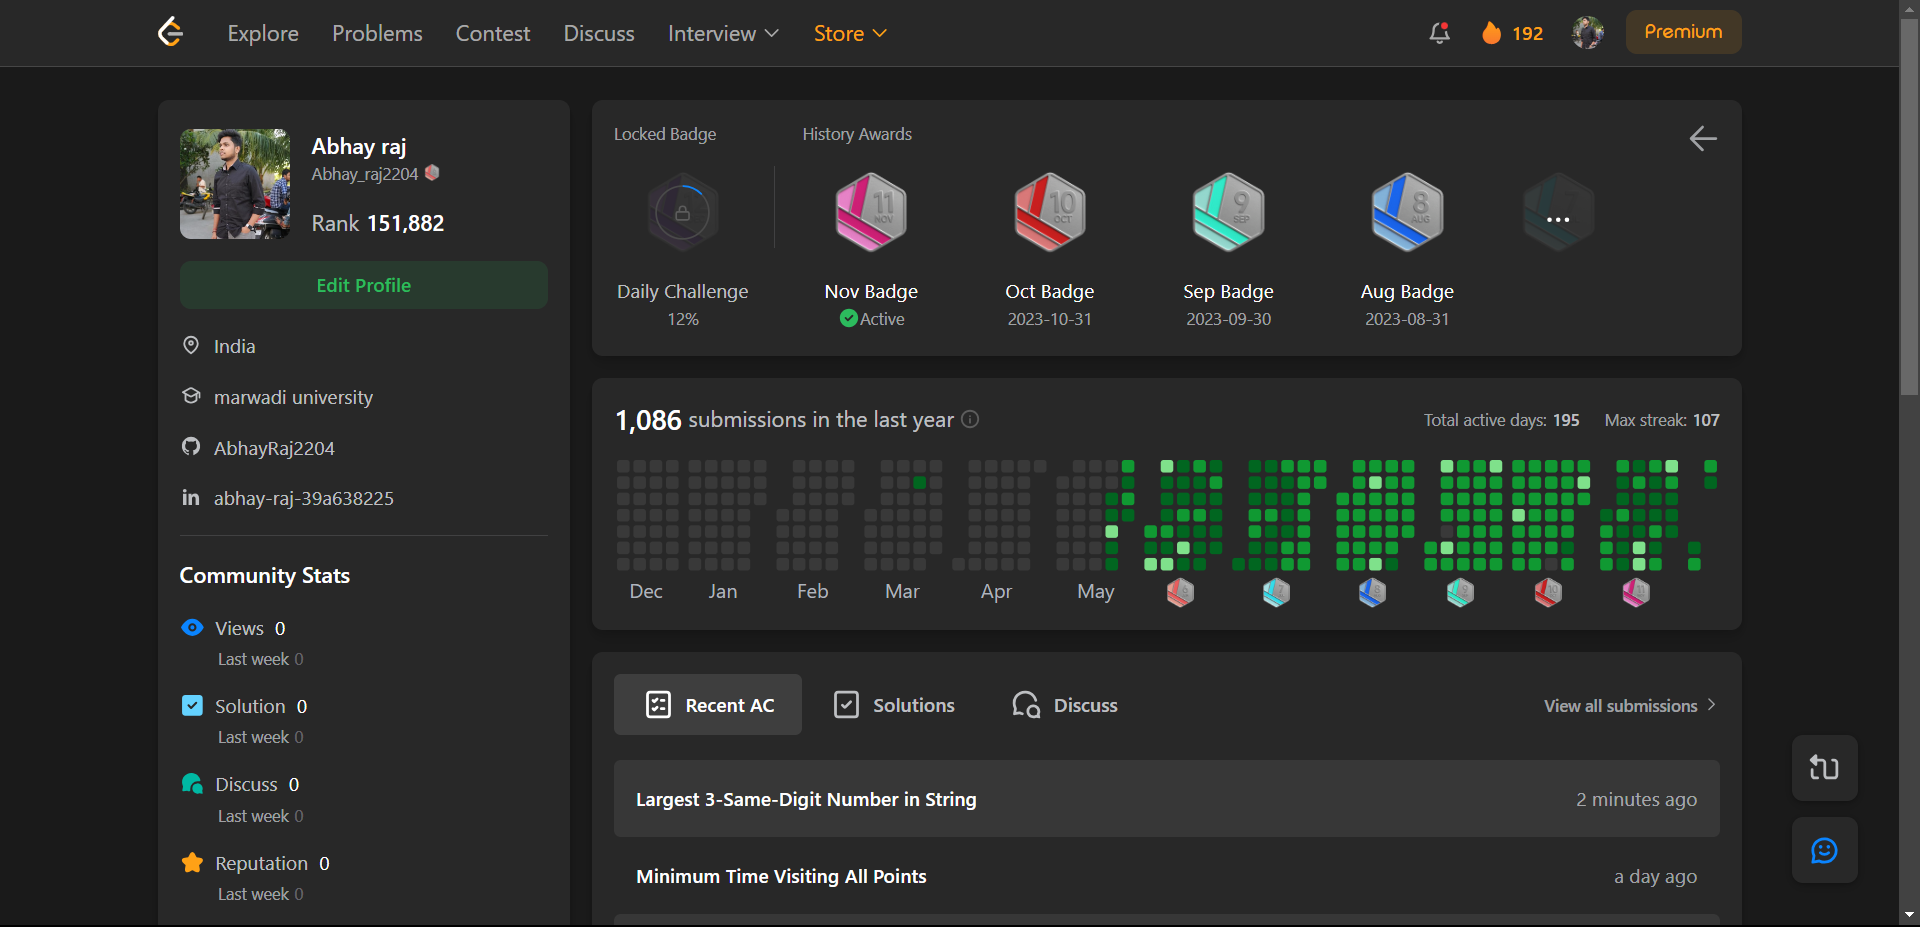 Explore Problems Contest Discuss Interview Store 192 Premium
Abhay raj
Abhay_raj2204
Rank 151,882
Edit Profile
India
marwadi university
AbhayRaj2204
abhay-raj-39a638225
Community Stats
Views 0
Last week 0
Solution 0
Last week 0
Discuss 0
Last week 0
Reputation 0
Last week 0
Locked Badge History Awards
11 NOV
10 OCT
9 SEP
8 AUG
...
Daily Challenge Nov Badge Oct Badge Sep Badge Aug Badge
12% Active 2023-10-31 2023-09-30 2023-08-31
1,086 submissions in the last year Total active days: 195 Max streak: 107
Dec Jan Feb Mar Apr May
Recent AC Solutions Discuss View all submissions
Largest 3-Same-Digit Number in String 2 minutes ago
Minimum Time Visiting All Points a day ago